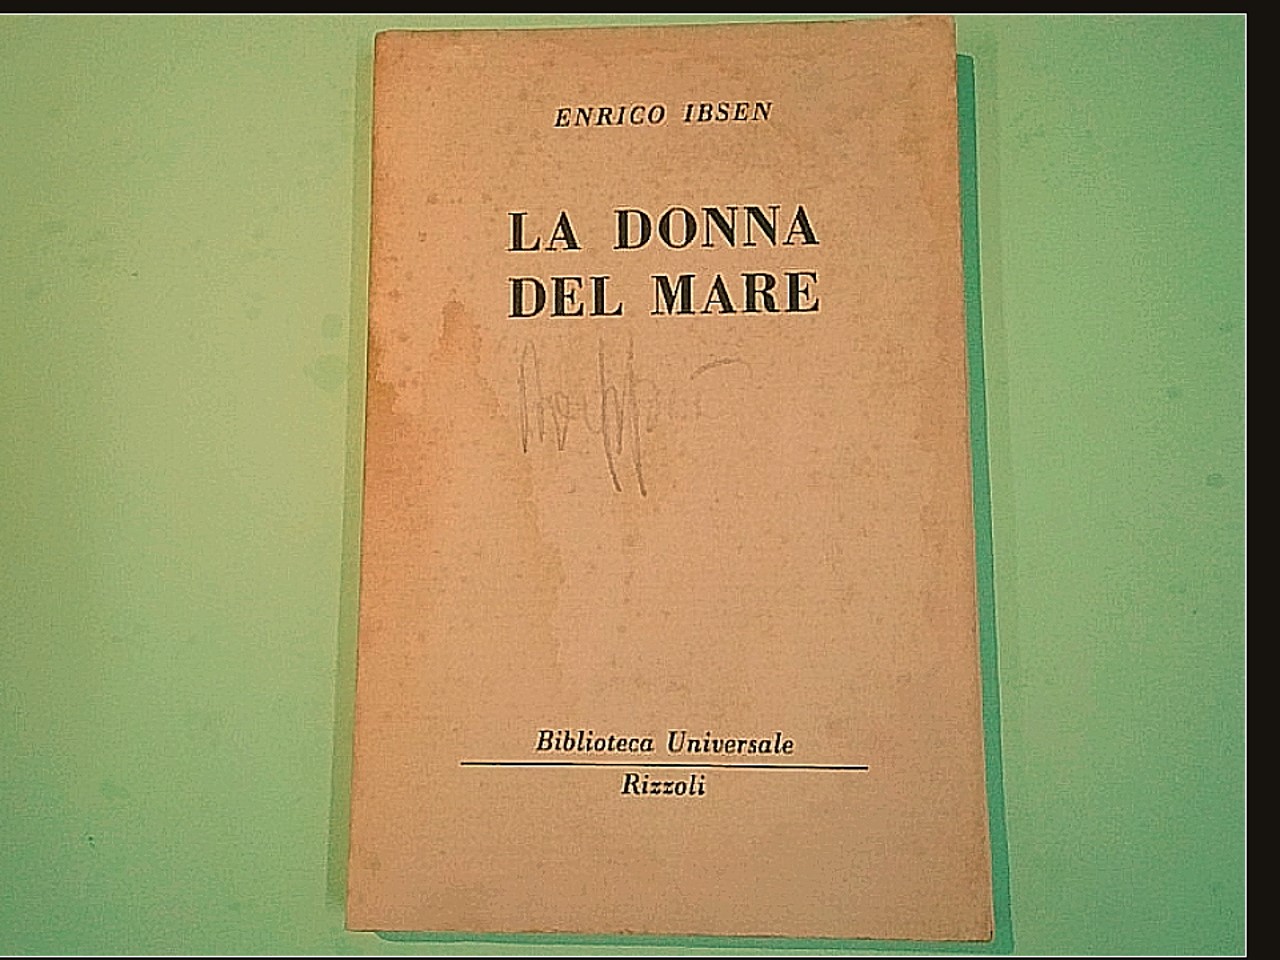 ENRICO IBSEN
LA DONNA
DEL MARE
Biblioteca Universale
Rizzoli